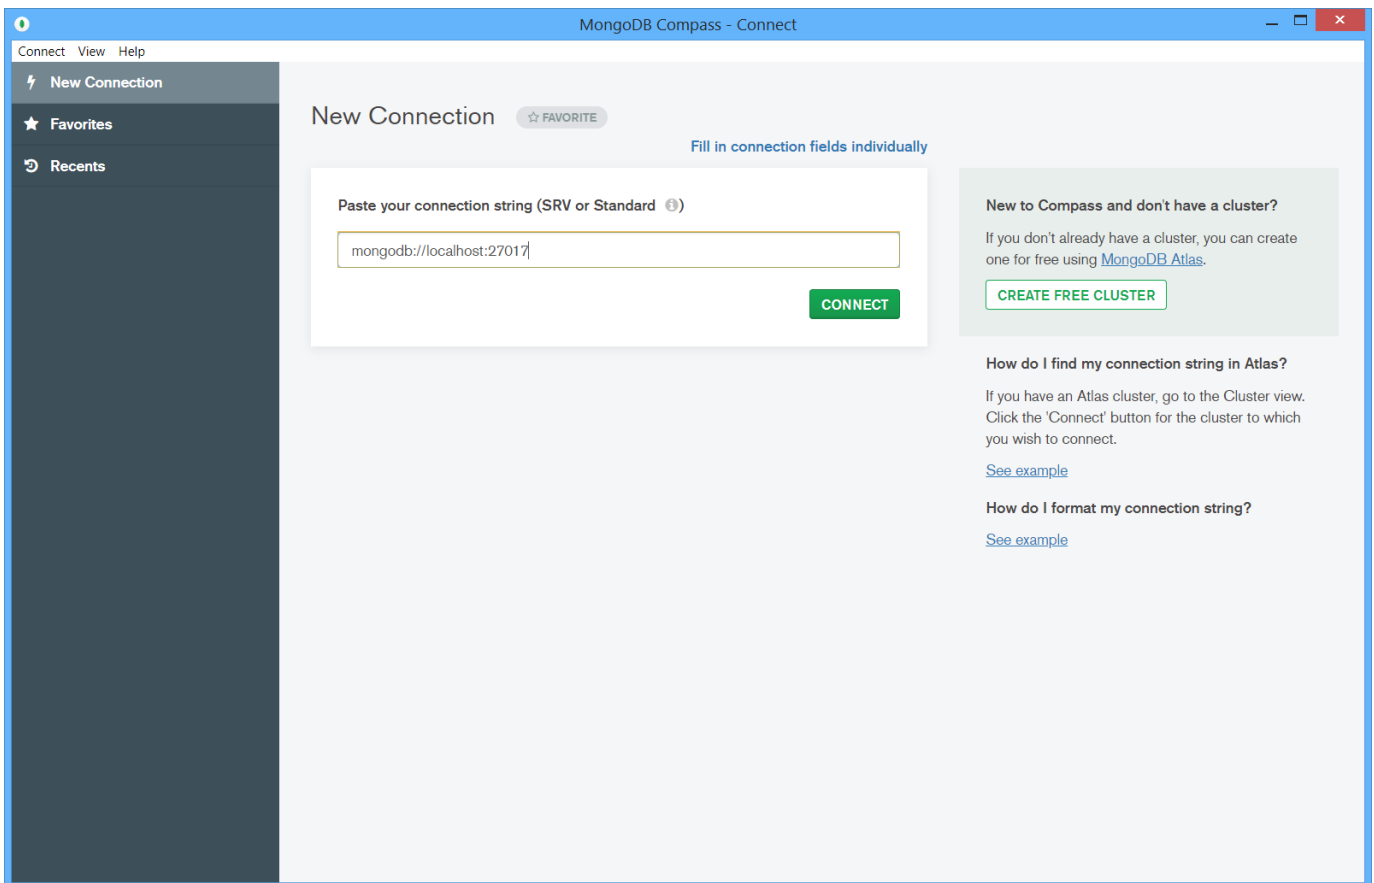 MongoDB Compass - Connect
Connect View Help
New Connection
Favorites
Recents
New Connection
FAVORITE
Fill in connection fields individually
Paste your connection string (SRV or Standard )
mongodb://localhost:27017
CONNECT
New to Compass and don't have a cluster?
If you don't already have a cluster, you can create
one for free using MongoDB Atlas.
CREATE FREE CLUSTER
How do I find my connection string in Atlas?
If you have an Atlas cluster, go to the Cluster view.
Click the 'Connect' button for the cluster to which
you wish to connect.
See example
How do I format my connection string?
See example